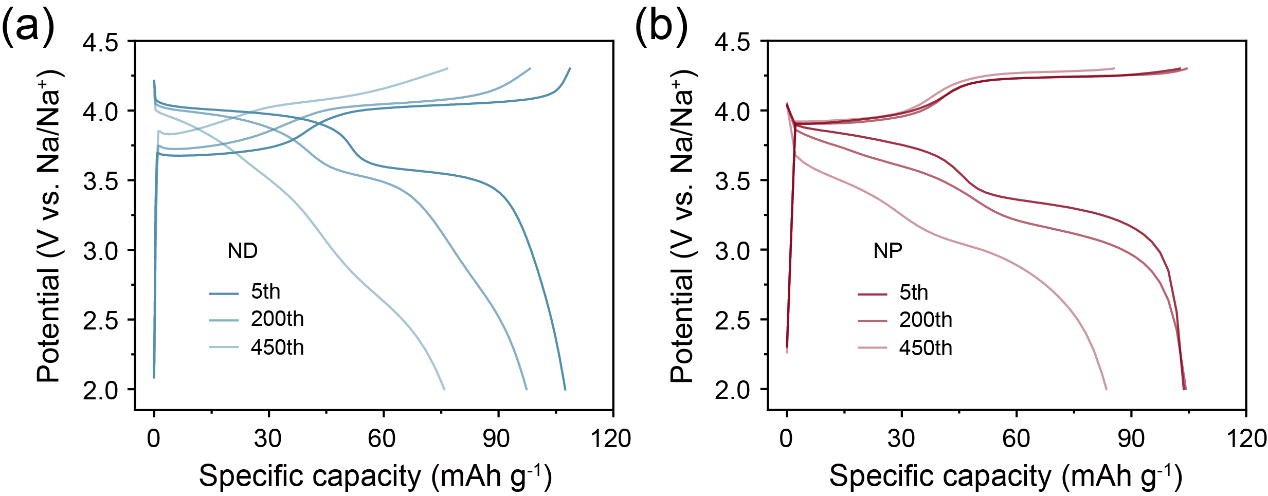 (a)
Potential (V vs. Na/Na⁺)
4.5
4.0
3.5
3.0
2.5
2.0
ND
5th
200th
450th
0 30 60 90 120
Specific capacity (mAh g⁻¹)
(b)
Potential (V vs. Na/Na⁺)
4.5
4.0
3.5
3.0
2.5
2.0
NP
5th
200th
450th
0 30 60 90 120
Specific capacity (mAh g⁻¹)